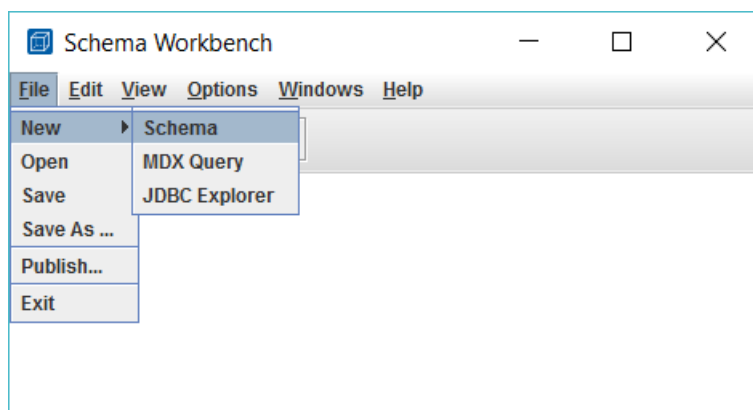 Schema Workbench
File Edit View Options Windows Help
New Schema
Open MDX Query
Save JDBC Explorer
Save As ...
Publish...
Exit